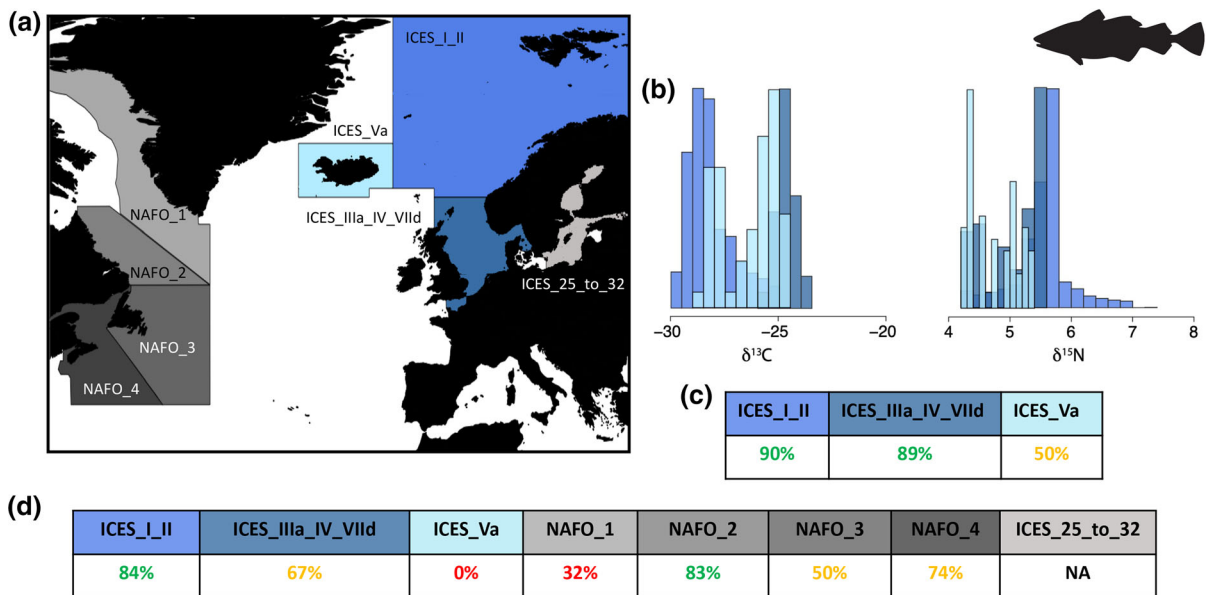 (a)
ICES_I_II
ICES_Va
ICES_IIIa_IV_VIId
ICES_25_to_32
NAFO_1
NAFO_2
NAFO_3
NAFO_4
(b)
−30 −25 −20
δ¹³C
4 5 6 7 8
δ¹⁵N
(c)
ICES_I_II ICES_IIIa_IV_VIId ICES_Va
90% 89% 50%
(d)
ICES_I_II ICES_IIIa_IV_VIId ICES_Va NAFO_1 NAFO_2 NAFO_3 NAFO_4 ICES_25_to_32
84% 67% 0% 32% 83% 50% 74% NA